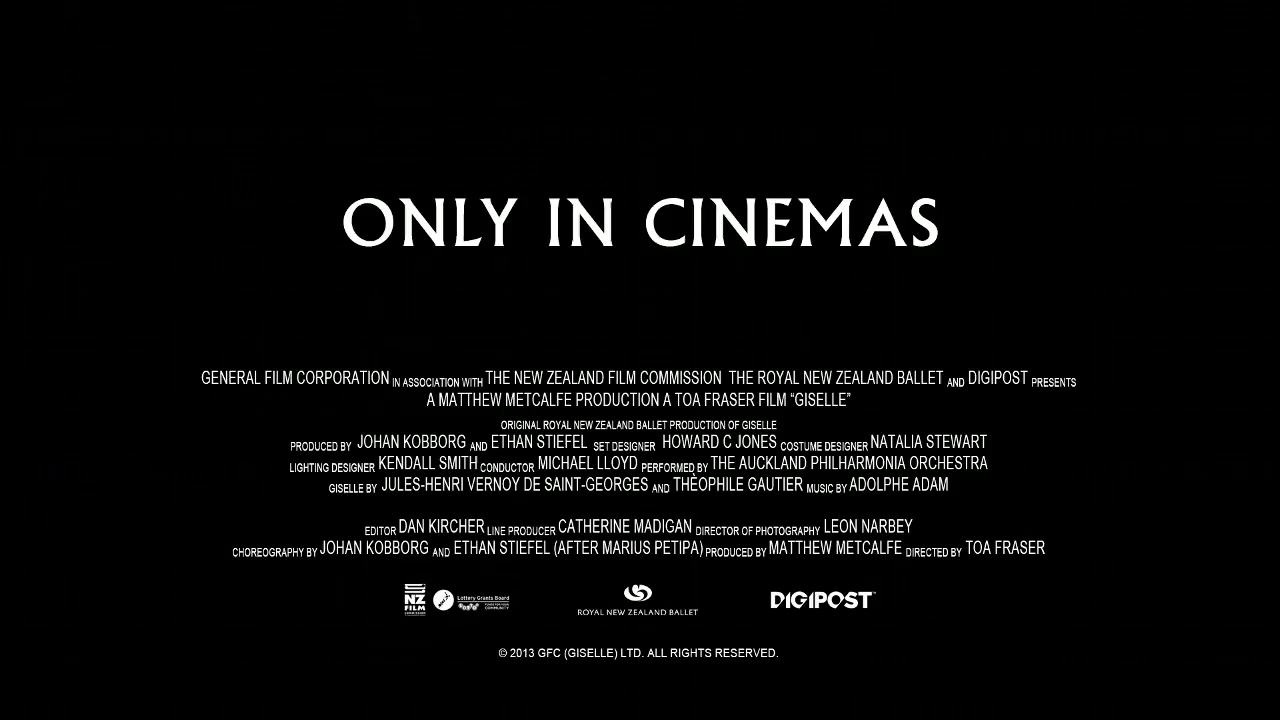 ONLY IN CINEMAS
GENERAL FILM CORPORATION IN ASSOCIATION WITH THE NEW ZEALAND FILM COMMISSION THE ROYAL NEW ZEALAND BALLET AND DIGIPOST PRESENTS
A MATTHEW METCALFE PRODUCTION A TOA FRASER FILM “GISELLE”
ORIGINAL ROYAL NEW ZEALAND BALLET PRODUCTION OF GISELLE
PRODUCED BY JOHAN KOBBORG AND ETHAN STIEFEL SET DESIGNER HOWARD C JONES COSTUME DESIGNER NATALIA STEWART
LIGHTING DESIGNER KENDALL SMITH CONDUCTOR MICHAEL LLOYD PERFORMED BY THE AUCKLAND PHILHARMONIA ORCHESTRA
GISELLE BY JULES-HENRI VERNOY DE SAINT-GEORGES AND THÈOPHILE GAUTIER MUSIC BY ADOLPHE ADAM
EDITOR DAN KIRCHER LINE PRODUCER CATHERINE MADIGAN DIRECTOR OF PHOTOGRAPHY LEON NARBEY
CHOREOGRAPHY BY JOHAN KOBBORG AND ETHAN STIEFEL (AFTER MARIUS PETIPA) PRODUCED BY MATTHEW METCALFE DIRECTED BY TOA FRASER
NZ FILM
Lottery Grants Board
ROYAL NEW ZEALAND BALLET
DIGIPOST
© 2013 GFC (GISELLE) LTD. ALL RIGHTS RESERVED.